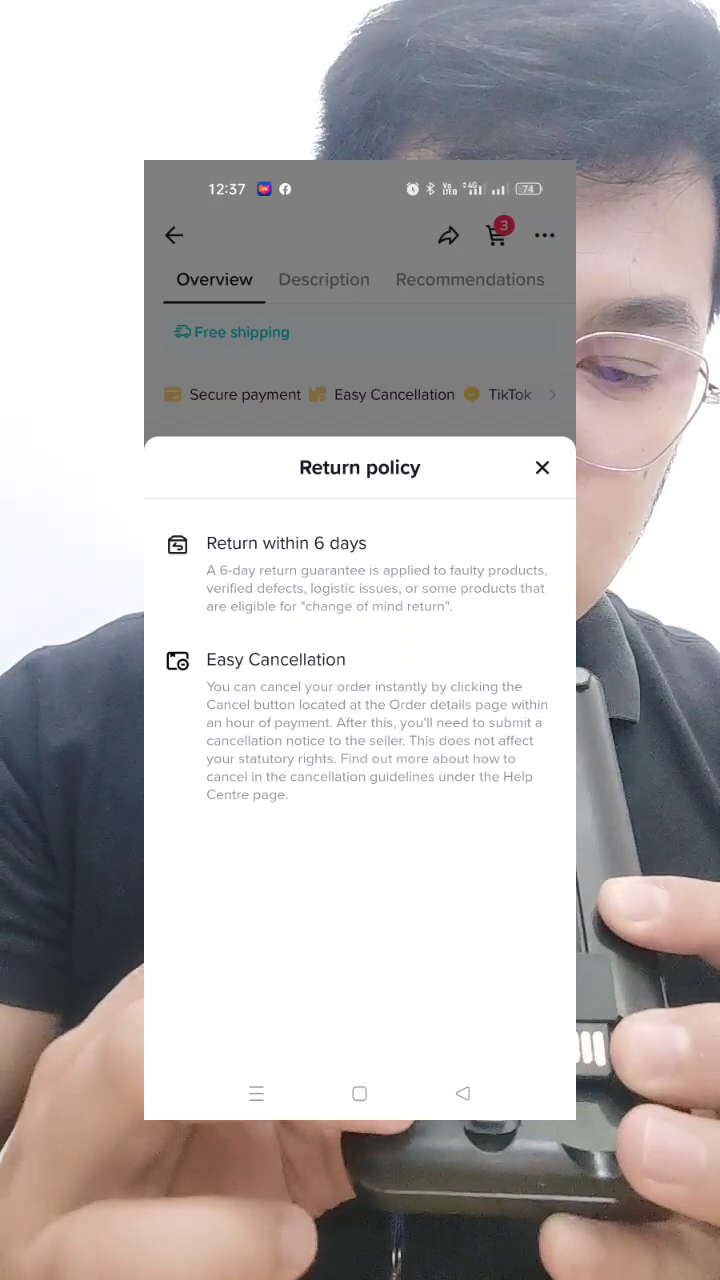 12:37 Vo LTED 4G 74
3
Overview Description Recommendations
Free shipping
Secure payment Easy Cancellation TikTok
Return policy
Return within 6 days
A 6-day return guarantee is applied to faulty products,
verified defects, logistic issues, or some products that
are eligible for "change of mind return".
Easy Cancellation
You can cancel your order instantly by clicking the
Cancel button located at the Order details page within
an hour of payment. After this, you'll need to submit a
cancellation notice to the seller. This does not affect
your statutory rights. Find out more about how to
cancel in the cancellation guidelines under the Help
Centre page.